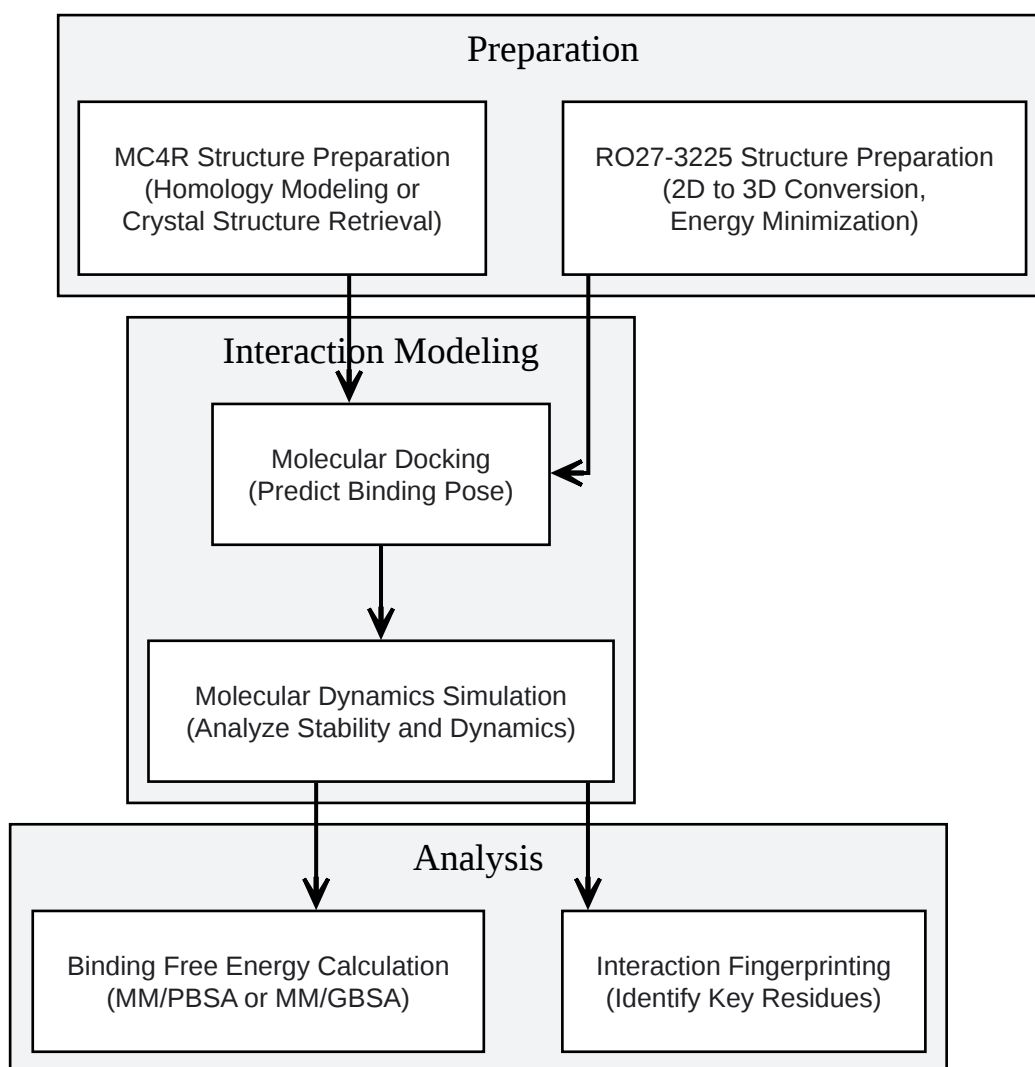 Preparation
MC4R Structure Preparation
(Homology Modeling or
Crystal Structure Retrieval)
RO27-3225 Structure Preparation
(2D to 3D Conversion,
Energy Minimization)
Interaction Modeling
Molecular Docking
(Predict Binding Pose)
Molecular Dynamics Simulation
(Analyze Stability and Dynamics)
Analysis
Binding Free Energy Calculation
(MM/PBSA or MM/GBSA)
Interaction Fingerprinting
(Identify Key Residues)